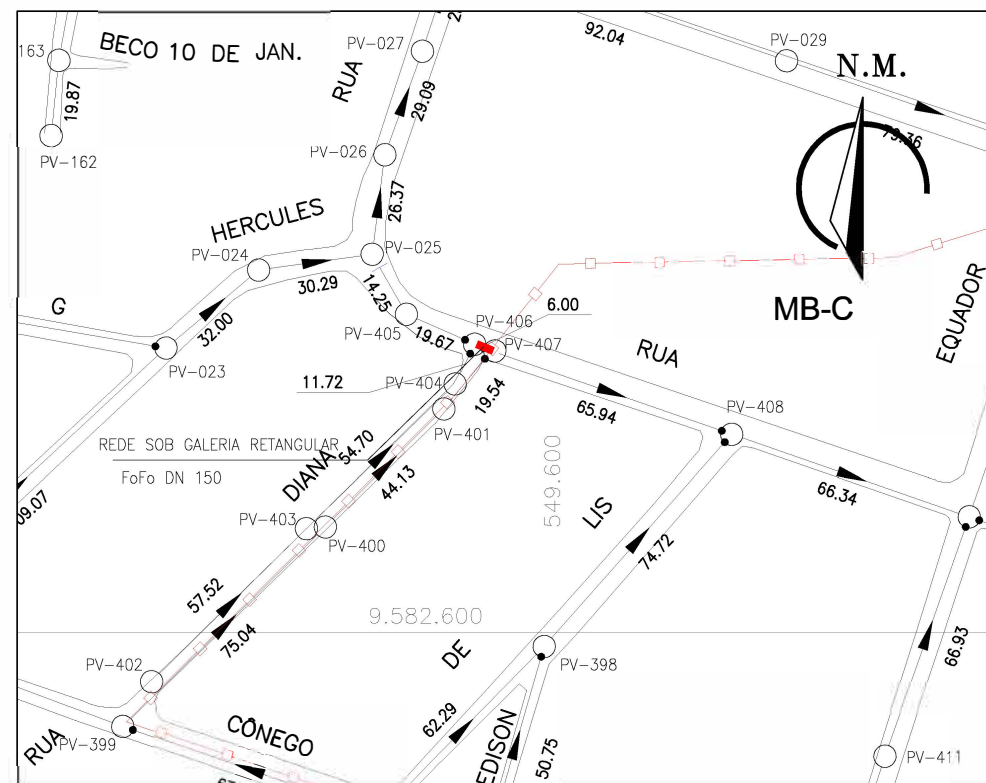 163
BECO 10 DE JAN.
19.87
PV-162
RUA
PV-027
29.09
PV-026
26.37
92.04
PV-029
N.M.
79.36
MB-C
HERCULES
PV-024
PV-025
30.29
14.25
G
32.00
PV-023
PV-405
19.67
PV-406
6.00
PV-407
11.72
PV-404
19.54
PV-401
RUA
EQUADOR
65.94
PV-408
66.34
REDE SOB GALERIA RETANGULAR
FoFo DN 150
54.70
DIANA
44.13
09.07
PV-403
PV-400
549.600
LIS
74.72
57.52
75.04
9.582.600
DE
PV-402
PV-398
66.93
PV-399
RUA
CÔNEGO
62.29
EDISON
50.75
PV-411